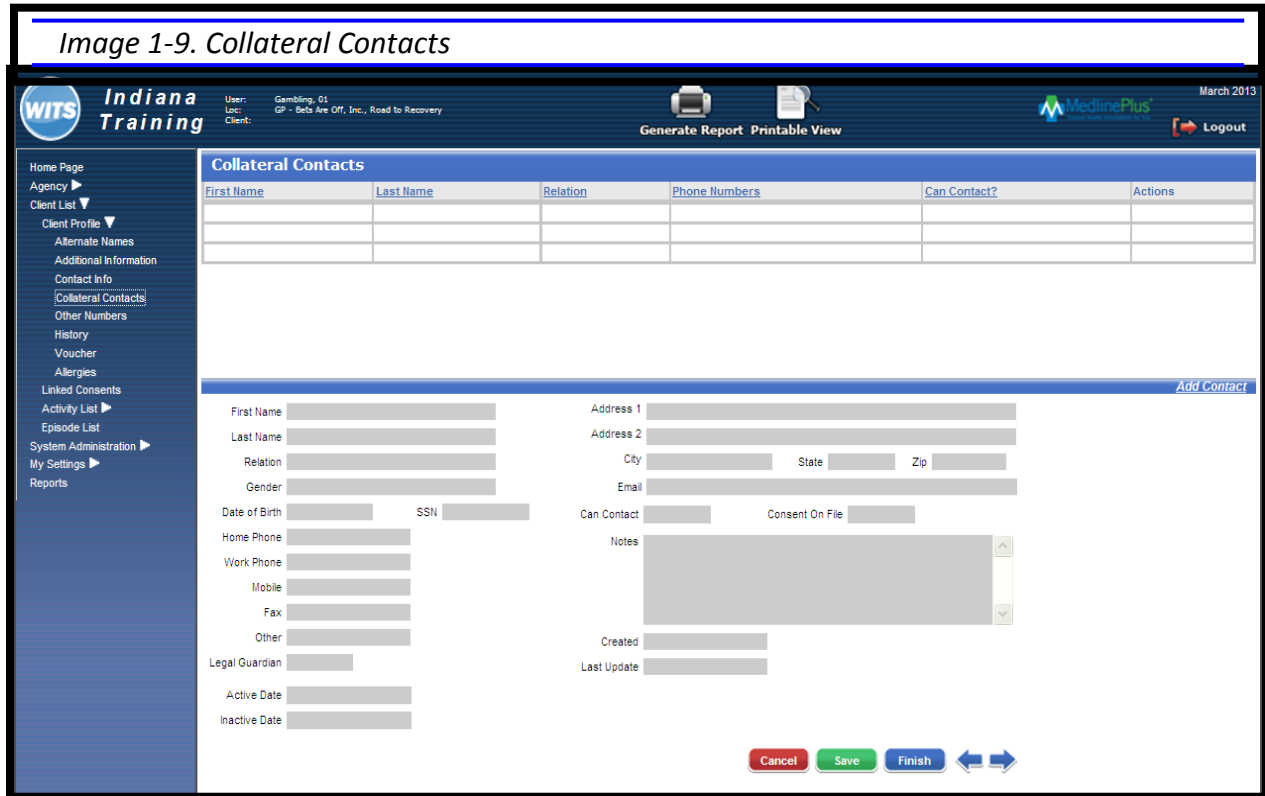 Image 1-9. Collateral Contacts
WITS
Indiana
Training
User: Gambling, 01
Loc: GP - Bets Are Off, Inc., Road to Recovery
Client:
Generate Report Printable View
MedlinePlus
March 2013
Logout
Home Page
Agency
Client List
Client Profile
Alternate Names
Additional Information
Contact Info
Collateral Contacts
Other Numbers
History
Voucher
Allergies
Linked Consents
Activity List
Episode List
System Administration
My Settings
Reports
Collateral Contacts
First Name Last Name Relation Phone Numbers Can Contact? Actions
Add Contact
First Name
Last Name
Relation
Gender
Date of Birth SSN
Home Phone
Work Phone
Mobile
Fax
Other
Legal Guardian
Active Date
Inactive Date
Address 1
Address 2
City State Zip
Email
Can Contact Consent On File
Notes
Created
Last Update
Cancel Save Finish